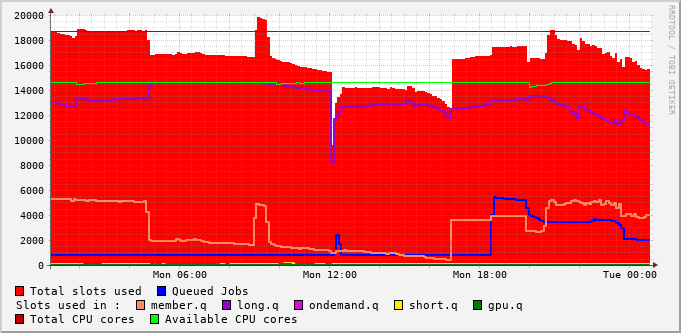 20000
18000
16000
14000
12000
10000
8000
6000
4000
2000
0
Mon 06:00 Mon 12:00 Mon 18:00 Tue 00:00
RRDTOOL / TOBI OETIKER
Total slots used Queued Jobs
Slots used in : member.q long.q ondemand.q short.q gpu.q
Total CPU cores Available CPU cores